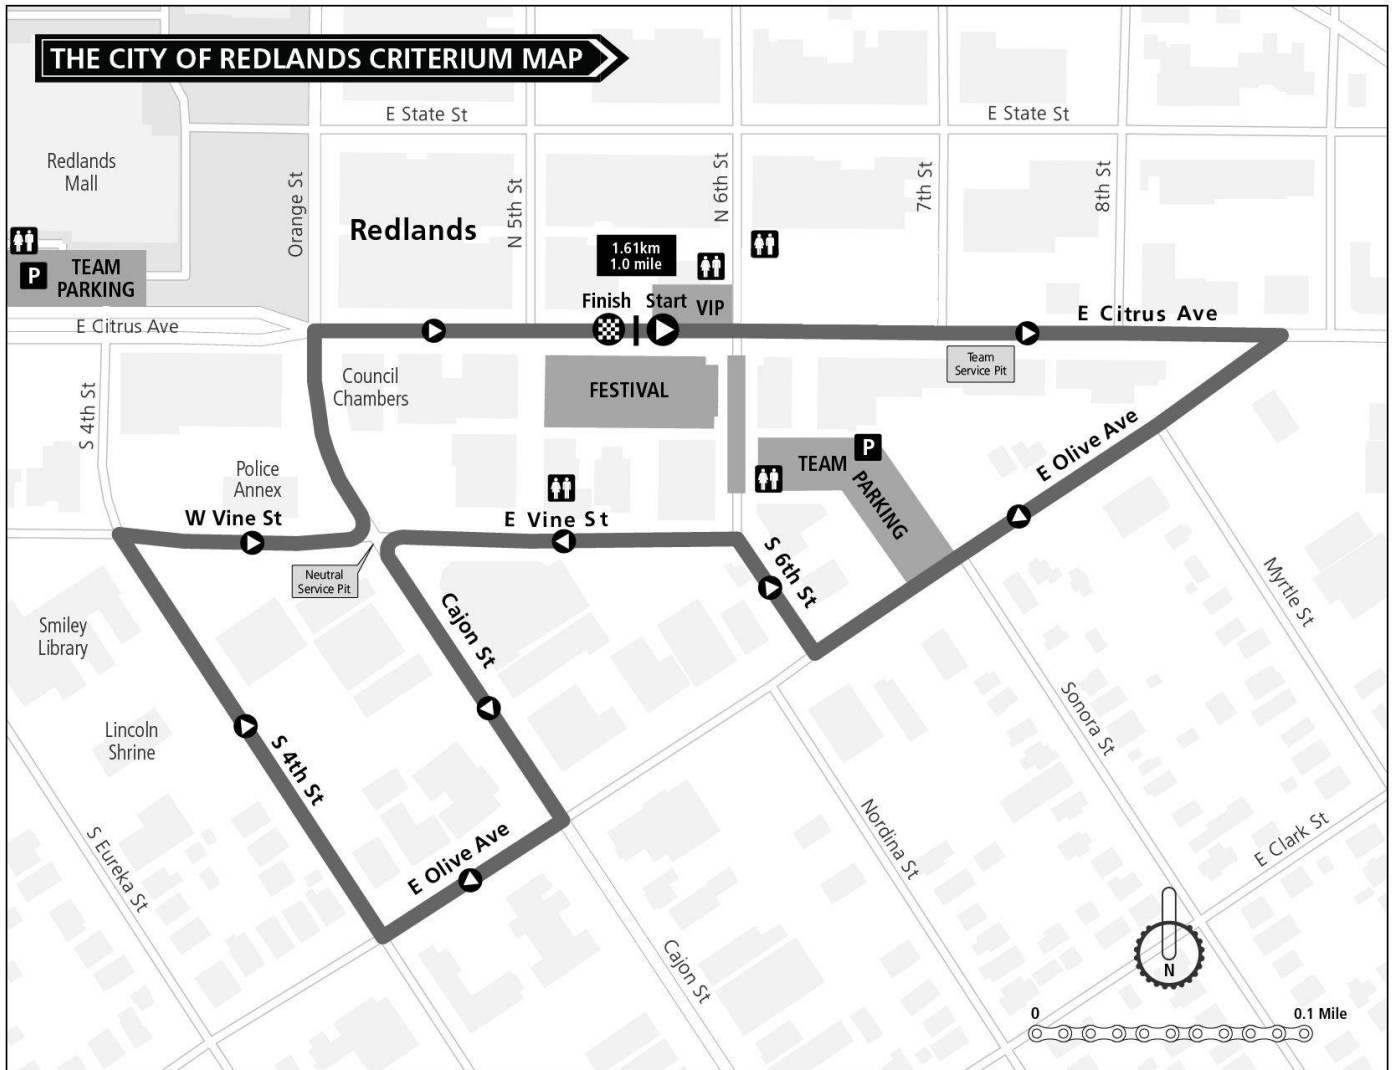 THE CITY OF REDLANDS CRITERIUM MAP
E State St
E State St
Redlands
Mall
Orange St
N 5th St
N 6th St
7th St
8th St
Redlands
1.61km
1.0 mile
P
TEAM
PARKING
Finish
Start
VIP
E Citrus Ave
E Citrus Ave
Team
Service Pit
Council
Chambers
FESTIVAL
S 4th St
E Olive Ave
P
TEAM
PARKING
Police
Annex
W Vine St
E Vine St
S 6th St
Neutral
Service Pit
Myrtle St
Smiley
Library
Cajon St
Sonora St
Lincoln
Shrine
S 4th St
S Eureka St
E Olive Ave
Nordina St
E Clark St
Cajon St
N
0
0.1 Mile